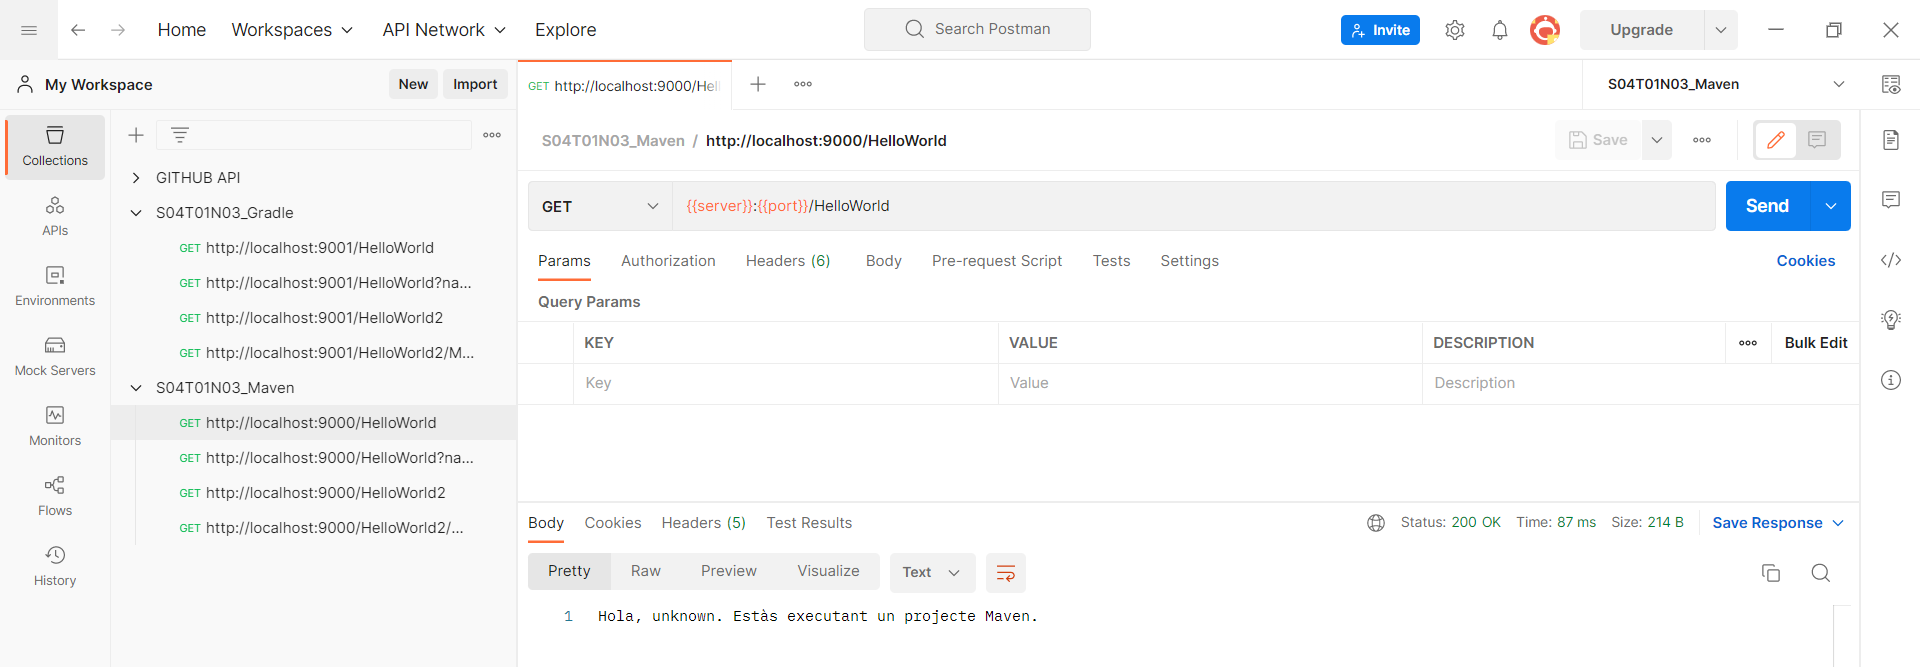 Home Workspaces API Network Explore Search Postman Invite Upgrade
My Workspace New Import
GET http://localhost:9000/Hel
S04T01N03_Maven
Collections
APIs
Environments
Mock Servers
Monitors
Flows
History
GITHUB API
S04T01N03_Gradle
GET http://localhost:9001/HelloWorld
GET http://localhost:9001/HelloWorld?na...
GET http://localhost:9001/HelloWorld2
GET http://localhost:9001/HelloWorld2/M...
S04T01N03_Maven
GET http://localhost:9000/HelloWorld
GET http://localhost:9000/HelloWorld?na...
GET http://localhost:9000/HelloWorld2
GET http://localhost:9000/HelloWorld2/...
S04T01N03_Maven / http://localhost:9000/HelloWorld Save
GET {{server}}:{{port}}/HelloWorld Send
Params Authorization Headers (6) Body Pre-request Script Tests Settings Cookies
Query Params
KEY VALUE DESCRIPTION Bulk Edit
Key Value Description
Body Cookies Headers (5) Test Results Status: 200 OK Time: 87 ms Size: 214 B Save Response
Pretty Raw Preview Visualize Text
1 Hola, unknown. Estàs executant un projecte Maven.